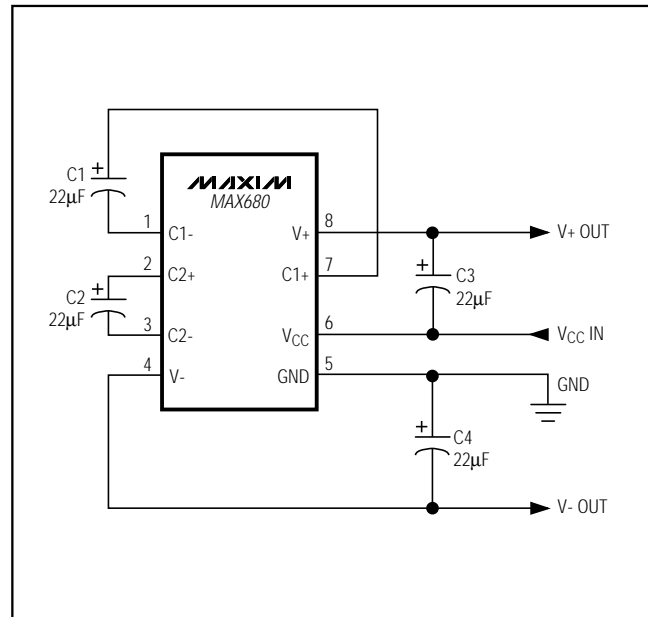 C1
+
22µF
MAXIM
MAX680
1
C1-
V+
8
V+ OUT
2
C2+
C1+
7
+
C3
22µF
C2
+
22µF
3
C2-
VCC
6
VCC IN
4
V-
GND
5
GND
+
C4
22µF
V- OUT